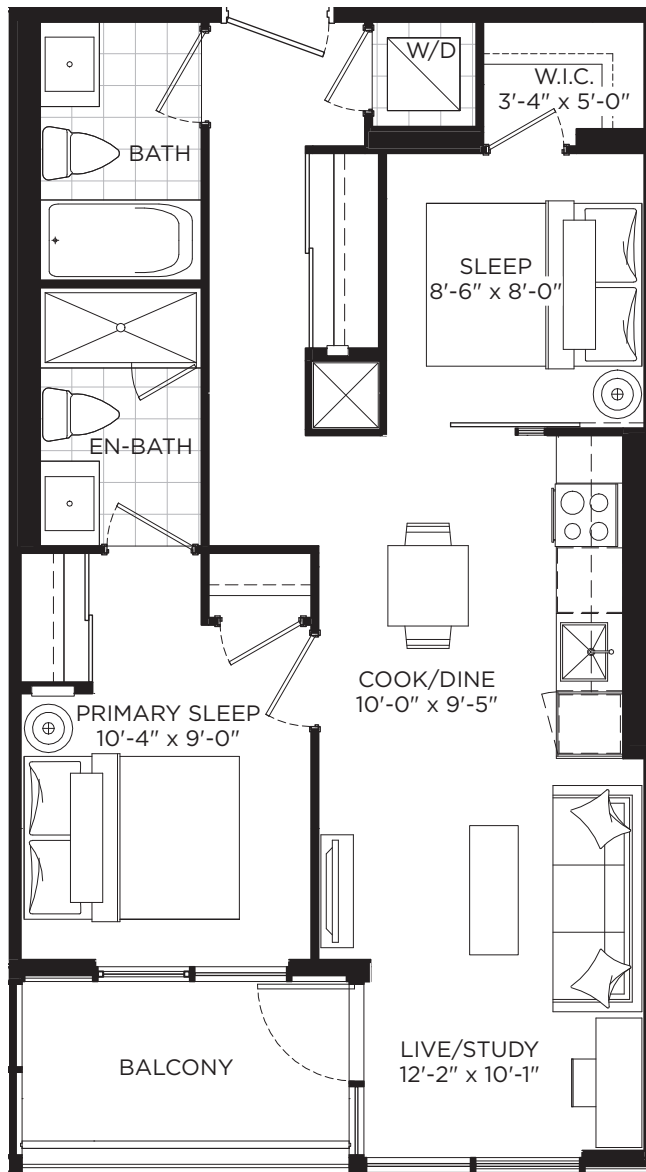 W/D
W.I.C.
3'-4" x 5'-0"
BATH
SLEEP
8'-6" x 8'-0"
EN-BATH
COOK/DINE
10'-0" x 9'-5"
PRIMARY SLEEP
10'-4" x 9'-0"
LIVE/STUDY
12'-2" x 10'-1"
BALCONY